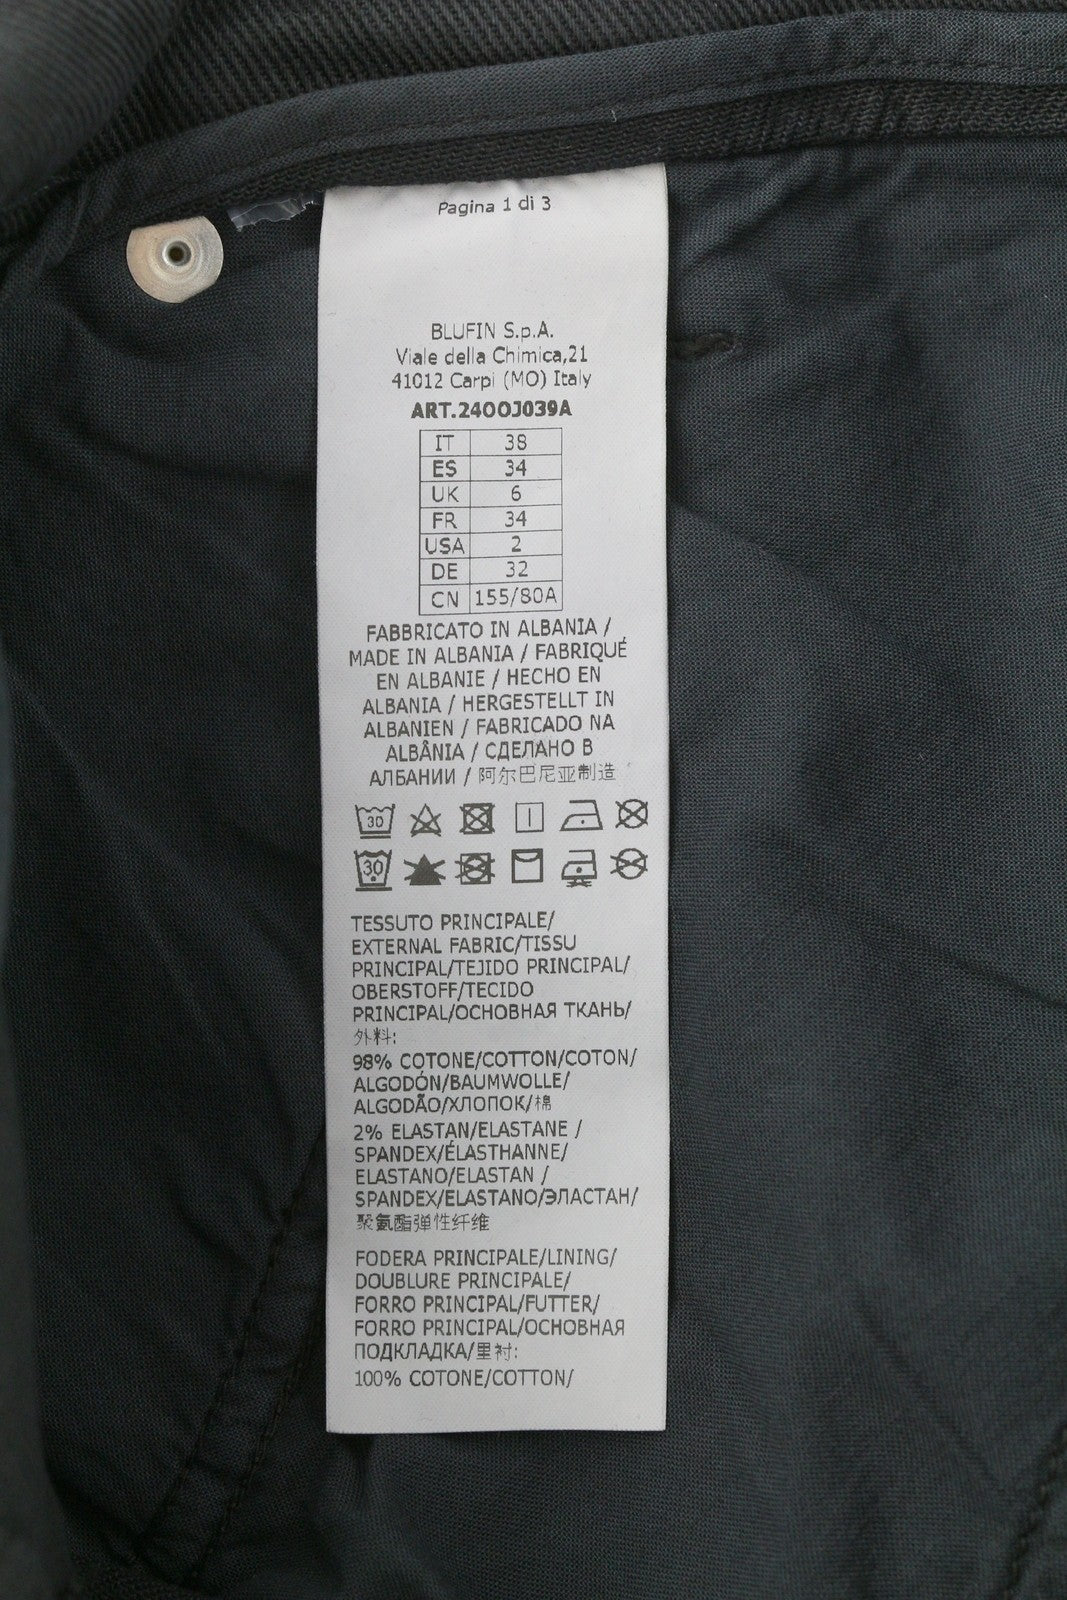 Pagina 1 di 3
BLUFIN S.p.A.
Viale della Chimica,21
41012 Carpi (MO) Italy
ART.2400J039A
IT 38
ES 34
UK 6
FR 34
USA 2
DE 32
CN 155/80A
FABBRICATO IN ALBANIA /
MADE IN ALBANIA / FABRIQUÉ
EN ALBANIE / HECHO EN
ALBANIA / HERGESTELLT IN
ALBANIEN / FABRICADO NA
ALBÂNIA / СДЕЛАНО В
АЛБАНИИ / 阿尔巴尼亚制造
30
30
TESSUTO PRINCIPALE/
EXTERNAL FABRIC/TISSU
PRINCIPAL/TEJIDO PRINCIPAL/
OBERSTOFF/TECIDO
PRINCIPAL/ОСНОВНАЯ ТКАНЬ/
外料:
98% COTONE/COTTON/COTON/
ALGODÓN/BAUMWOLLE/
ALGODÃO/ХЛОПОК/棉
2% ELASTAN/ELASTANE /
SPANDEX/ÉLASTHANNE/
ELASTANO/ELASTAN /
SPANDEX/ELASTANO/ЭЛАСТАН/
聚氨酯弹性纤维
FODERA PRINCIPALE/LINING/
DOUBLURE PRINCIPALE/
FORRO PRINCIPAL/FUTTER/
FORRO PRINCIPAL/ОСНОВНАЯ
ПОДКЛАДКА/里衬:
100% COTONE/COTTON/